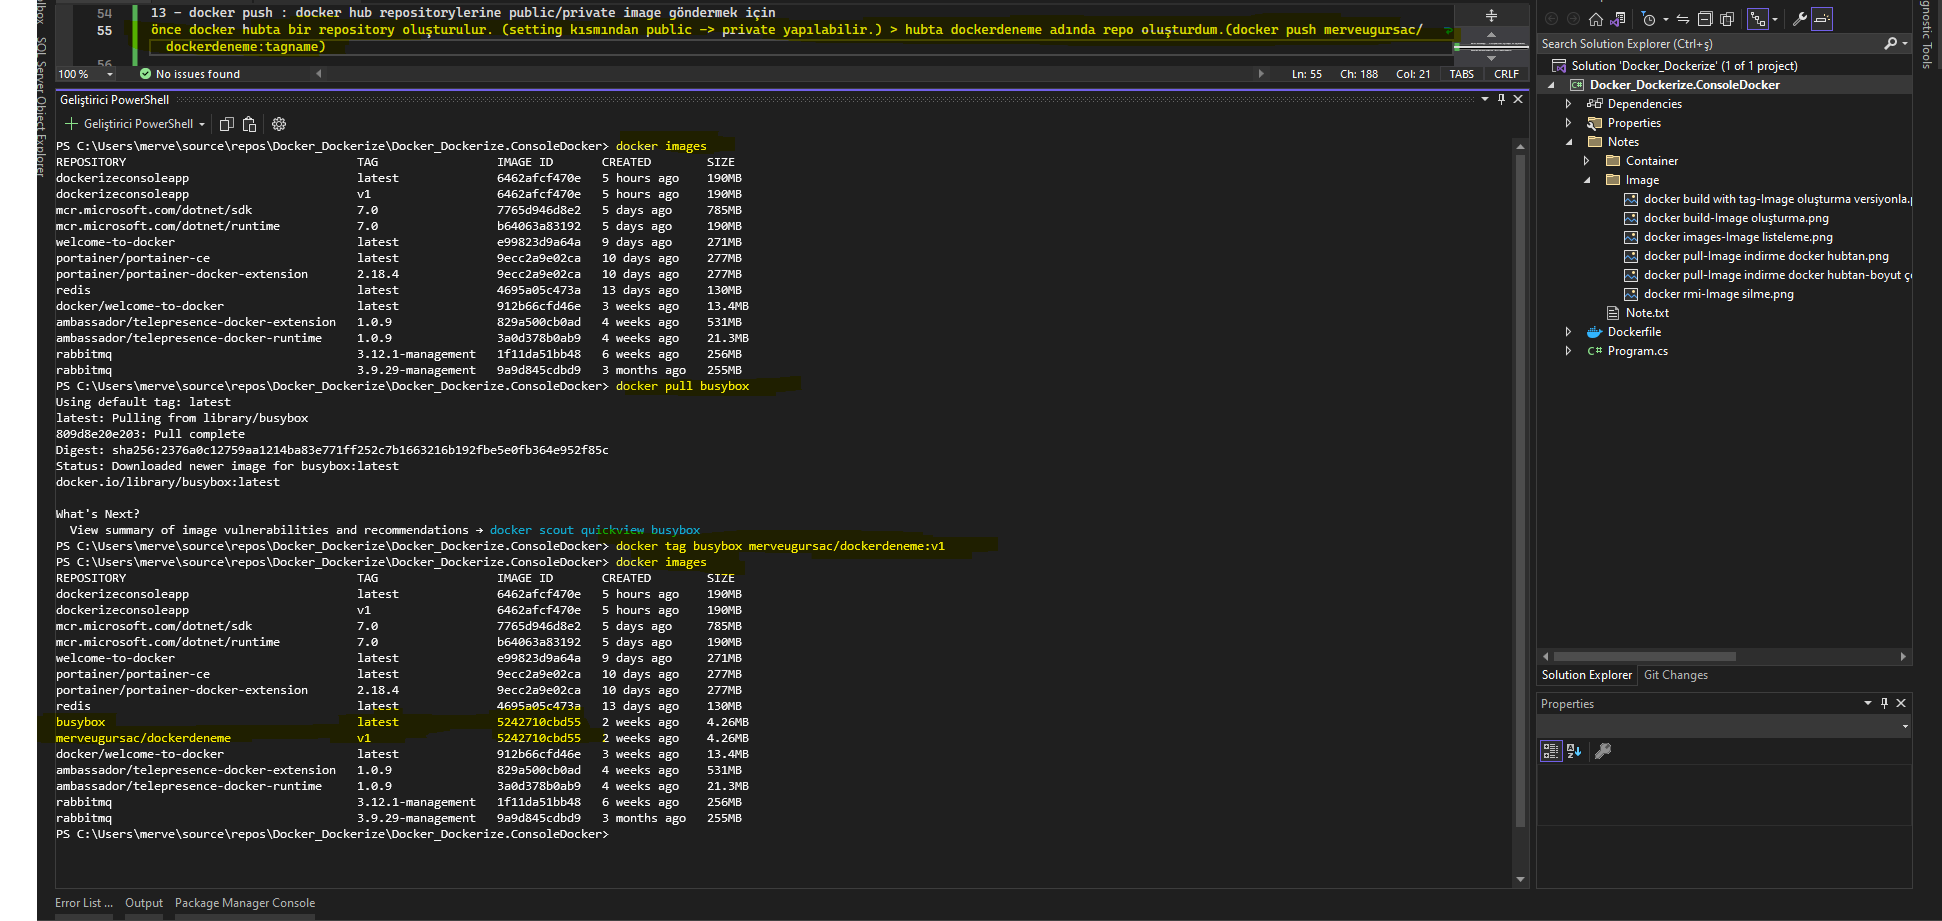 54 13 - docker push : docker hub repositorylerine public/private image göndermek için
55 önce docker hubta bir repository oluşturulur. (setting kısmından public -> private yapılabilir.) > hubta dockerdeneme adında repo oluşturdum.(docker push merveugursac/
dockerdeneme:tagname)
56
100 % No issues found Ln: 55 Ch: 188 Col: 21 TABS CRLF
SQL Server Object Explorer
Geliştirici PowerShell
Geliştirici PowerShell
PS C:\Users\merve\source\repos\Docker_Dockerize\Docker_Dockerize.ConsoleDocker> docker images
REPOSITORY TAG IMAGE ID CREATED SIZE
dockerizeconsoleapp latest 6462afcf470e 5 hours ago 190MB
dockerizeconsoleapp v1 6462afcf470e 5 hours ago 190MB
mcr.microsoft.com/dotnet/sdk 7.0 7765d946d8e2 5 days ago 785MB
mcr.microsoft.com/dotnet/runtime 7.0 b64063a83192 5 days ago 190MB
welcome-to-docker latest e99823d9a64a 9 days ago 271MB
portainer/portainer-ce latest 9ecc2a9e02ca 10 days ago 277MB
portainer/portainer-docker-extension 2.18.4 9ecc2a9e02ca 10 days ago 277MB
redis latest 4695a05c473a 13 days ago 130MB
docker/welcome-to-docker latest 912b66cfd46e 3 weeks ago 13.4MB
ambassador/telepresence-docker-extension 1.0.9 829a500cb0ad 4 weeks ago 531MB
ambassador/telepresence-docker-runtime 1.0.9 3a0d378b0ab9 4 weeks ago 21.3MB
rabbitmq 3.12.1-management 1f11da51bb48 6 weeks ago 256MB
rabbitmq 3.9.29-management 9a9d845cdbd9 3 months ago 255MB
PS C:\Users\merve\source\repos\Docker_Dockerize\Docker_Dockerize.ConsoleDocker> docker pull busybox
Using default tag: latest
latest: Pulling from library/busybox
809d8e20e203: Pull complete
Digest: sha256:2376a0c12759aa1214ba83e771ff252c7b1663216b192fbe5e0fb364e952f85c
Status: Downloaded newer image for busybox:latest
docker.io/library/busybox:latest
What's Next?
View summary of image vulnerabilities and recommendations → docker scout quickview busybox
PS C:\Users\merve\source\repos\Docker_Dockerize\Docker_Dockerize.ConsoleDocker> docker tag busybox merveugursac/dockerdeneme:v1
PS C:\Users\merve\source\repos\Docker_Dockerize\Docker_Dockerize.ConsoleDocker> docker images
REPOSITORY TAG IMAGE ID CREATED SIZE
dockerizeconsoleapp latest 6462afcf470e 5 hours ago 190MB
dockerizeconsoleapp v1 6462afcf470e 5 hours ago 190MB
mcr.microsoft.com/dotnet/sdk 7.0 7765d946d8e2 5 days ago 785MB
mcr.microsoft.com/dotnet/runtime 7.0 b64063a83192 5 days ago 190MB
welcome-to-docker latest e99823d9a64a 9 days ago 271MB
portainer/portainer-ce latest 9ecc2a9e02ca 10 days ago 277MB
portainer/portainer-docker-extension 2.18.4 9ecc2a9e02ca 10 days ago 277MB
redis latest 4695a05c473a 13 days ago 130MB
busybox latest 5242710cbd55 2 weeks ago 4.26MB
merveugursac/dockerdeneme v1 5242710cbd55 2 weeks ago 4.26MB
docker/welcome-to-docker latest 912b66cfd46e 3 weeks ago 13.4MB
ambassador/telepresence-docker-extension 1.0.9 829a500cb0ad 4 weeks ago 531MB
ambassador/telepresence-docker-runtime 1.0.9 3a0d378b0ab9 4 weeks ago 21.3MB
rabbitmq 3.12.1-management 1f11da51bb48 6 weeks ago 256MB
rabbitmq 3.9.29-management 9a9d845cdbd9 3 months ago 255MB
PS C:\Users\merve\source\repos\Docker_Dockerize\Docker_Dockerize.ConsoleDocker>
Error List ... Output Package Manager Console
Search Solution Explorer (Ctrl+ş)
Solution 'Docker_Dockerize' (1 of 1 project)
C# Docker_Dockerize.ConsoleDocker
Dependencies
Properties
Notes
Container
Image
docker build with tag-Image oluşturma versiyonla.
docker build-Image oluşturma.png
docker images-Image listeleme.png
docker pull-Image indirme docker hubtan.png
docker pull-Image indirme docker hubtan-boyut
docker rmi-Image silme.png
Note.txt
Dockerfile
C# Program.cs
Solution Explorer Git Changes
Properties
Tools